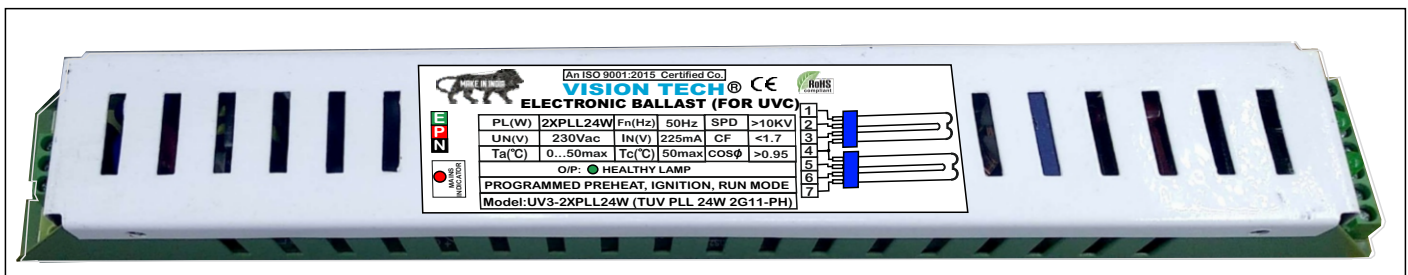 An ISO 9001:2015 Certified Co.
MAKE IN INDIA
VISION TECH® CE RoHS
compliant
ELECTRONIC BALLAST (FOR UVC)
E
P
N
PL(W) 2XPLL24W Fn(Hz) 50Hz SPD >10KV
UN(V) 230Vac IN(V) 225mA CF <1.7
Ta(℃) 0...50max Tc(℃) 50max COSϕ >0.95
O/P: HEALTHY LAMP
PROGRAMMED PREHEAT, IGNITION, RUN MODE
Model:UV3-2XPLL24W (TUV PLL 24W 2G11-PH)
MAINS
INDICATOR
1
2
3
4
5
6
7